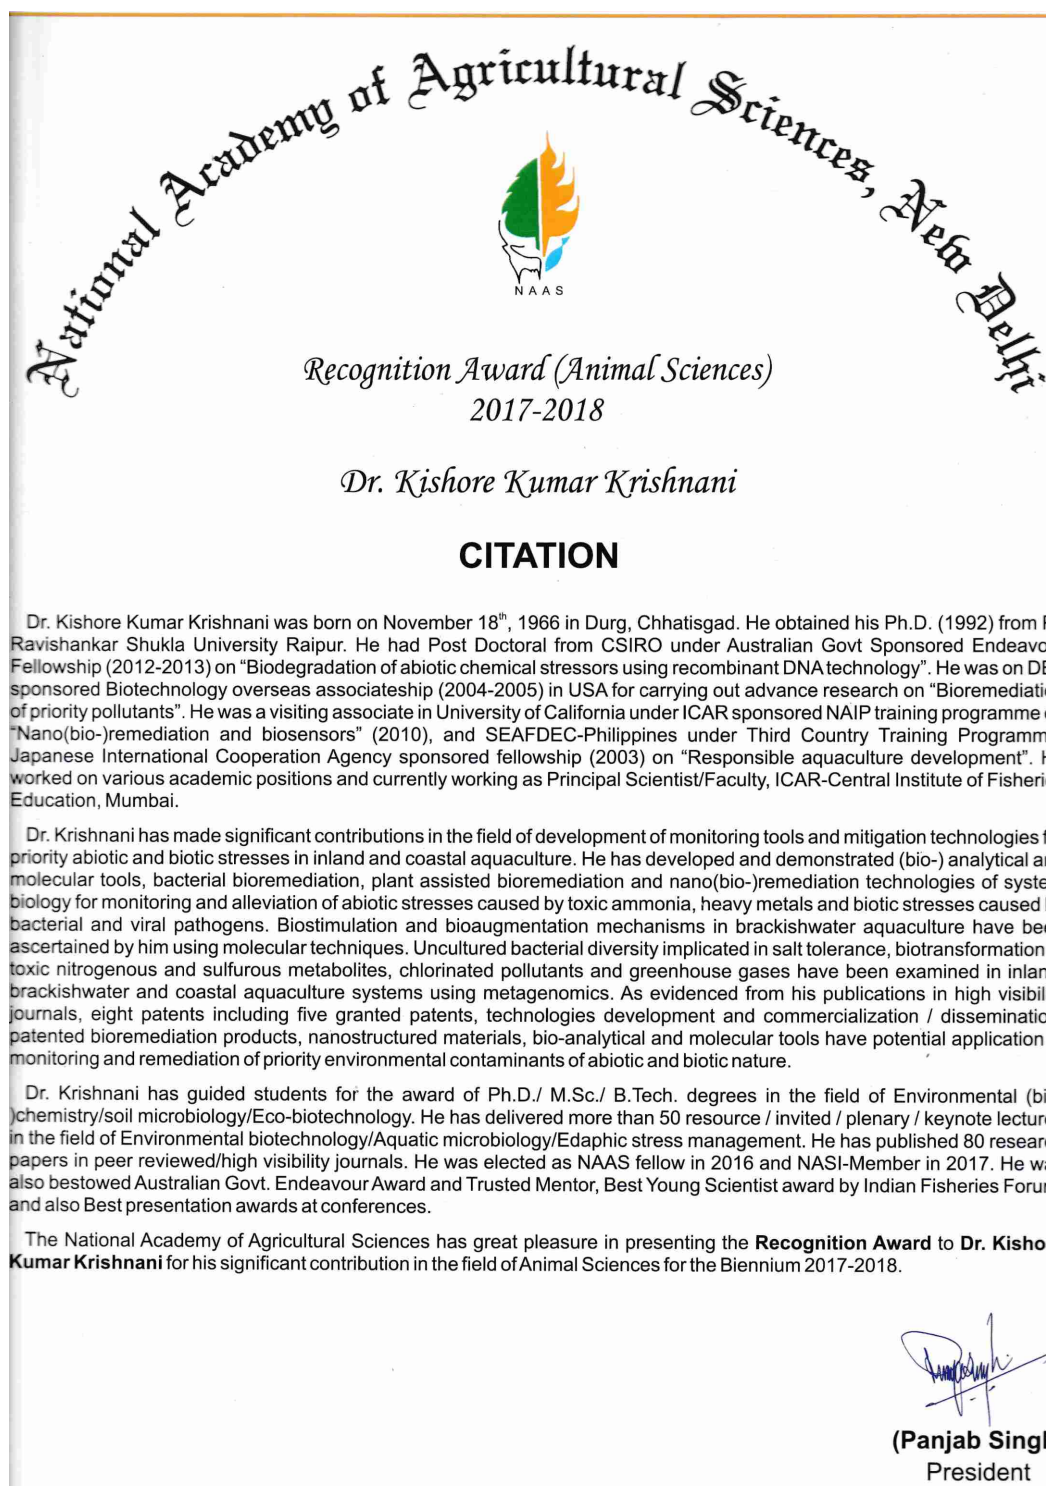 National Academy of Agricultural Sciences, New Delhi
NAAS
Recognition Award (Animal Sciences)
2017-2018
Dr. Kishore Kumar Krishnani
CITATION
Dr. Kishore Kumar Krishnani was born on November 18th, 1966 in Durg, Chhatisgad. He obtained his Ph.D. (1992) from
Ravishankar Shukla University Raipur. He had Post Doctoral from CSIRO under Australian Govt Sponsored
Fellowship (2012-2013) on "Biodegradation of abiotic chemical stressors using recombinant DNA technology". He was on
sponsored Biotechnology overseas associateship (2004-2005) in USA for carrying out advance research on
of priority pollutants". He was a visiting associate in University of California under ICAR sponsored NAIP training programme
"Nano(bio-)remediation and biosensors" (2010), and SEAFDEC-Philippines under Third Country Training
Japanese International Cooperation Agency sponsored fellowship (2003) on "Responsible aquaculture development".
worked on various academic positions and currently working as Principal Scientist/Faculty, ICAR-Central Institute of
Education, Mumbai.
Dr. Krishnani has made significant contributions in the field of development of monitoring tools and mitigation technologies
priority abiotic and biotic stresses in inland and coastal aquaculture. He has developed and demonstrated (bio-) analytical
molecular tools, bacterial bioremediation, plant assisted bioremediation and nano(bio-)remediation technologies of
biology for monitoring and alleviation of abiotic stresses caused by toxic ammonia, heavy metals and biotic stresses caused
bacterial and viral pathogens. Biostimulation and bioaugmentation mechanisms in brackishwater aquaculture have
ascertained by him using molecular techniques. Uncultured bacterial diversity implicated in salt tolerance, biotransformation
toxic nitrogenous and sulfurous metabolites, chlorinated pollutants and greenhouse gases have been examined in
brackishwater and coastal aquaculture systems using metagenomics. As evidenced from his publications in high
journals, eight patents including five granted patents, technologies development and commercialization /
patented bioremediation products, nanostructured materials, bio-analytical and molecular tools have potential application
monitoring and remediation of priority environmental contaminants of abiotic and biotic nature.
Dr. Krishnani has guided students for the award of Ph.D./ M.Sc./ B.Tech. degrees in the field of Environmental (bi
)chemistry/soil microbiology/Eco-biotechnology. He has delivered more than 50 resource / invited / plenary / keynote
in the field of Environmental biotechnology/Aquatic microbiology/Edaphic stress management. He has published 80
papers in peer reviewed/high visibility journals. He was elected as NAAS fellow in 2016 and NASI-Member in 2017. He
also bestowed Australian Govt. Endeavour Award and Trusted Mentor, Best Young Scientist award by Indian Fisheries
and also Best presentation awards at conferences.
The National Academy of Agricultural Sciences has great pleasure in presenting the Recognition Award to Dr.
Kumar Krishnani for his significant contribution in the field of Animal Sciences for the Biennium 2017-2018.
(Panjab
President